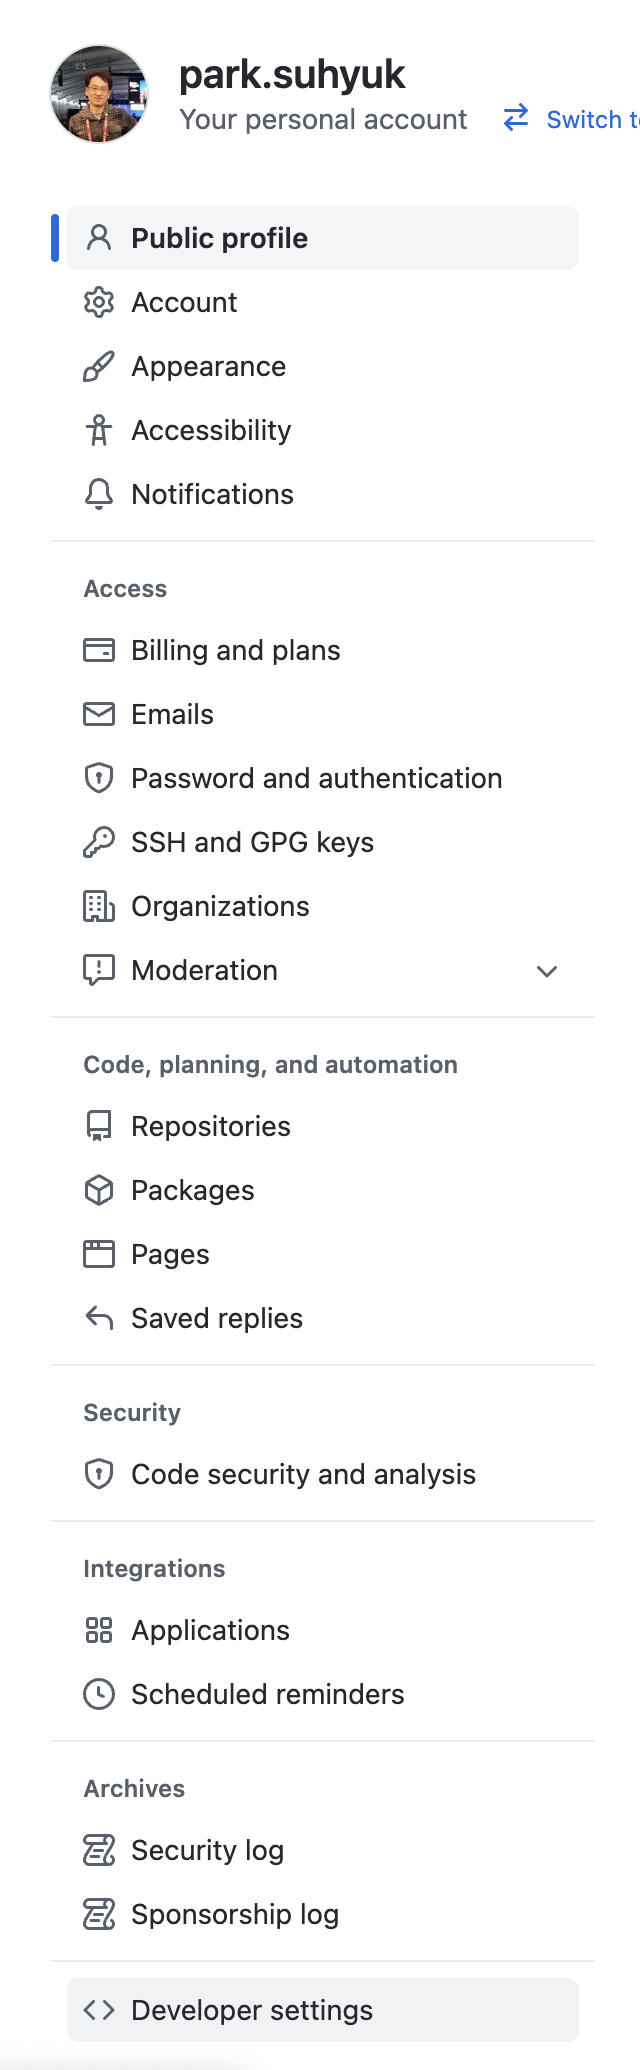 park.suhyuk
Your personal account
Switch to
Public profile
Account
Appearance
Accessibility
Notifications
Access
Billing and plans
Emails
Password and authentication
SSH and GPG keys
Organizations
Moderation
Code, planning, and automation
Repositories
Packages
Pages
Saved replies
Security
Code security and analysis
Integrations
Applications
Scheduled reminders
Archives
Security log
Sponsorship log
Developer settings